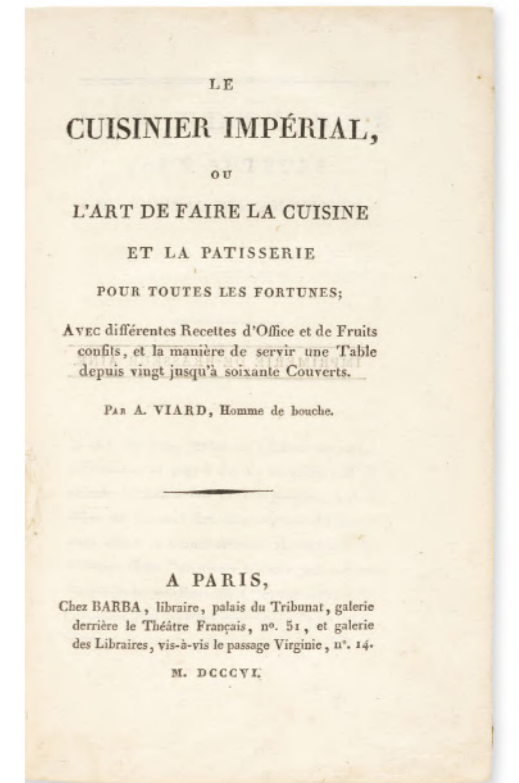 LE
CUISINIER IMPÉRIAL,
OU
L'ART DE FAIRE LA CUISINE
ET LA PATISSERIE
POUR TOUTES LES FORTUNES;
AVEC différentes Recettes d'Office et de Fruits
confits, et la manière de servir une Table
depuis vingt jusqu'à soixante Couverts.
PAR A. VIARD, Homme de bouche.
A PARIS,
Chez BARBA, libraire, palais du Tribunat, galerie
derrière le Théâtre Français, nº. 51, et galerie
des Libraires, vis-à-vis le passage Virginie, nº. 14.
M. DCCCVI.